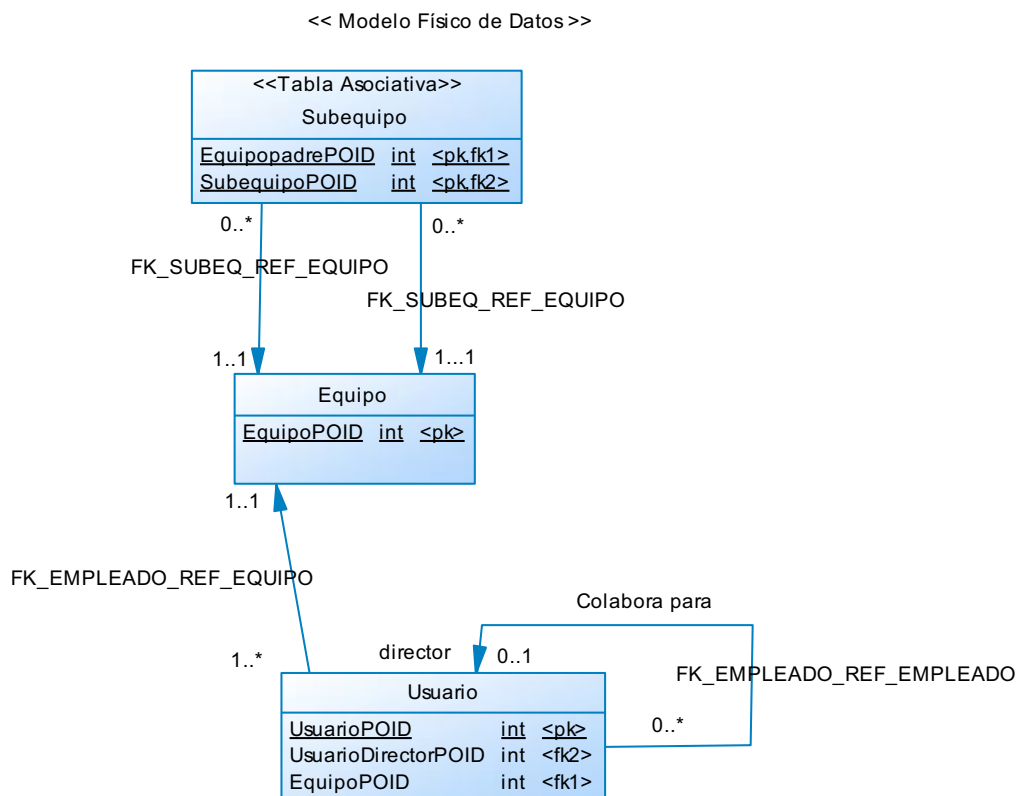 << Modelo Físico de Datos >>
<<Tabla Asociativa>>
Subequipo
EquipopadrePOID int <pk,fk1>
SubequipoPOID int <pk,fk2>
0..* 0..*
FK_SUBEQ_REF_EQUIPO
FK_SUBEQ_REF_EQUIPO
1..1 1...1
Equipo
EquipoPOID int <pk>
1..1
FK_EMPLEADO_REF_EQUIPO
Colabora para
1..* director 0..1
FK_EMPLEADO_REF_EMPLEADO
Usuario
0..*
UsuarioPOID int <pk>
UsuarioDirectorPOID int <fk2>
EquipoPOID int <fk1>